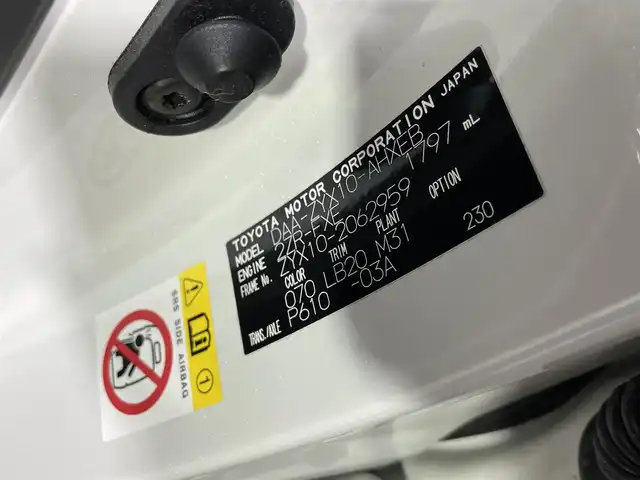 TOYOTA MOTOR CORPORATION JAPAN
MODEL DAA-ZYX10-AHXEB
ENGINE 2ZR-FXE 1797 mL
FRAME No. ZYX10-2062959
COLOR TRIM PLANT OPTION
070 LB20 M31 230
TRANS./AXLE P610 -03A
SRS SIDE AIRBAG
1